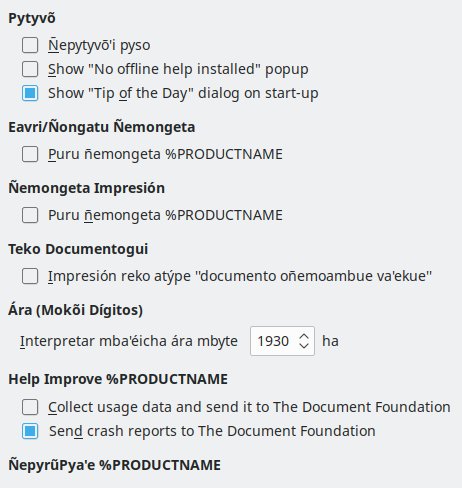 Pytyvõ
Ñepytyvõ'i pyso
Show "No offline help installed" popup
Show "Tip of the Day" dialog on start-up
Eavri/Ñongatu Ñemongeta
Puru ñemongeta %PRODUCTNAME
Ñemongeta Impresión
Puru ñemongeta %PRODUCTNAME
Teko Documentogui
Impresión reko atýpe "documento oñemoambue va'ekue"
Ára (Mokõi Dígitos)
Interpretar mba'éicha ára mbyte 1930 ha
Help Improve %PRODUCTNAME
Collect usage data and send it to The Document Foundation
Send crash reports to The Document Foundation
ÑepyrũPya'e %PRODUCTNAME